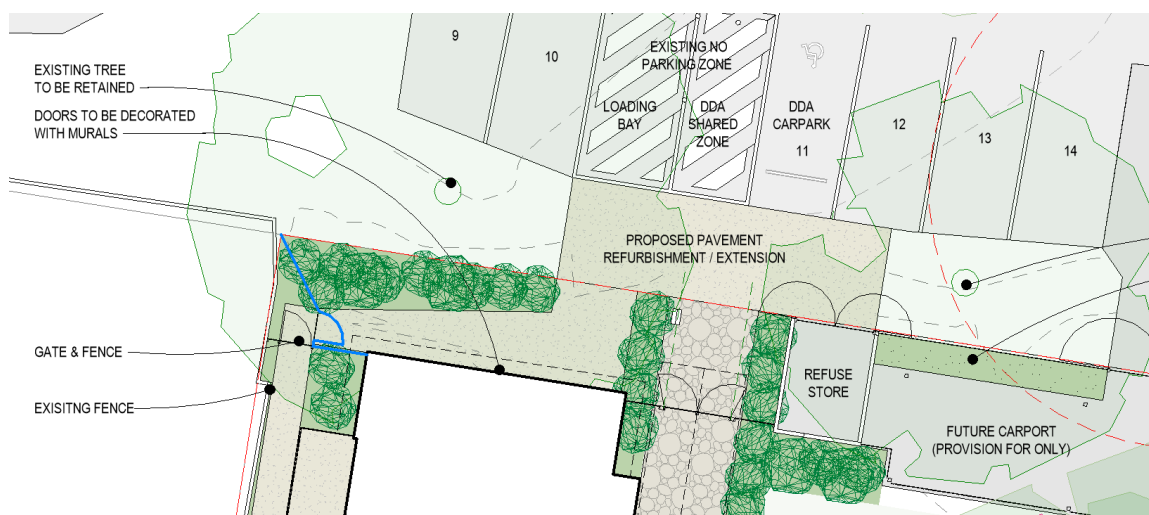 EXISTING TREE
TO BE RETAINED
DOORS TO BE DECORATED
WITH MURALS
9
10
EXISTING NO
PARKING ZONE
LOADING
BAY
DDA
SHARED
ZONE
DDA
CARPARK
11
12
13
14
PROPOSED PAVEMENT
REFURBISHMENT / EXTENSION
GATE & FENCE
EXISITNG FENCE
REFUSE
STORE
FUTURE CARPORT
(PROVISION FOR ONLY)